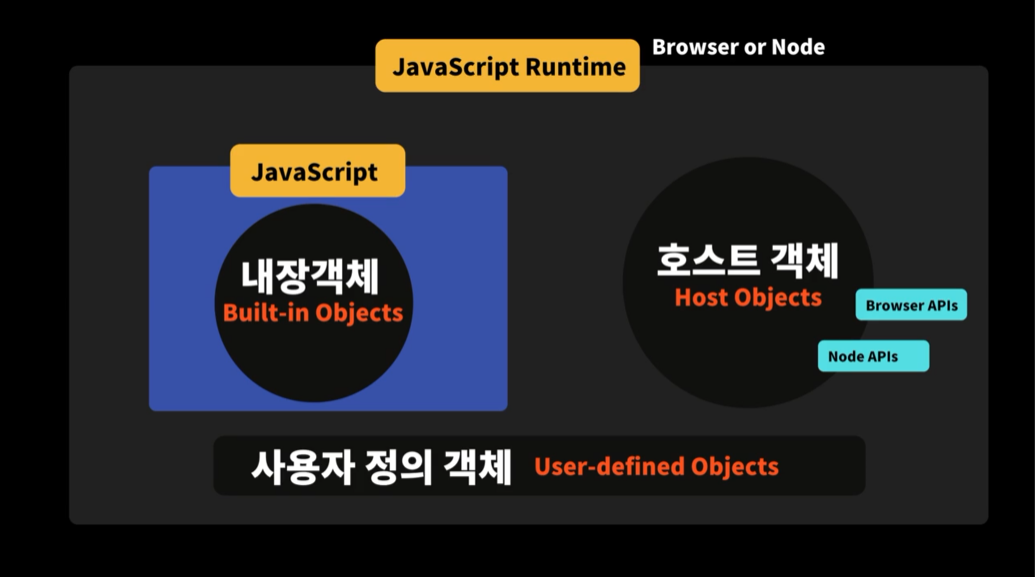 JavaScript Runtime
Browser or Node
JavaScript
내장객체
Built-in Objects
호스트 객체
Host Objects
Browser APIs
Node APIs
사용자 정의 객체 User-defined Objects